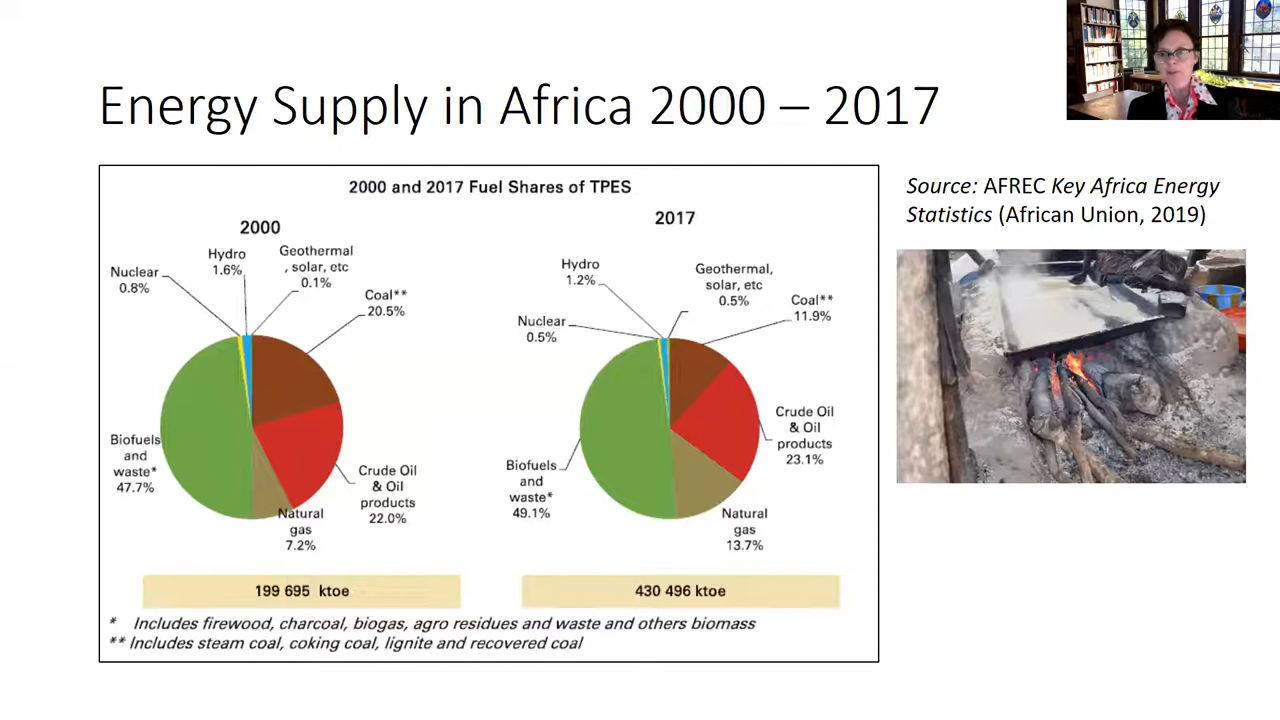 Energy Supply in Africa 2000 – 2017
2000 and 2017 Fuel Shares of TPES
2000
Nuclear
0.8%
Hydro
1.6%
Geothermal
, solar, etc
0.1%
Coal**
20.5%
Crude Oil
& Oil
products
22.0%
Natural
gas
7.2%
Biofuels
and
waste*
47.7%
199 695 ktoe
2017
Nuclear
0.5%
Hydro
1.2%
Geothermal,
solar, etc
0.5%
Coal**
11.9%
Crude Oil
& Oil
products
23.1%
Natural
gas
13.7%
Biofuels
and
waste*
49.1%
430 496 ktoe
* Includes firewood, charcoal, biogas, agro residues and waste and others biomass
** Includes steam coal, coking coal, lignite and recovered coal
Source: AFREC Key Africa Energy
Statistics (African Union, 2019)